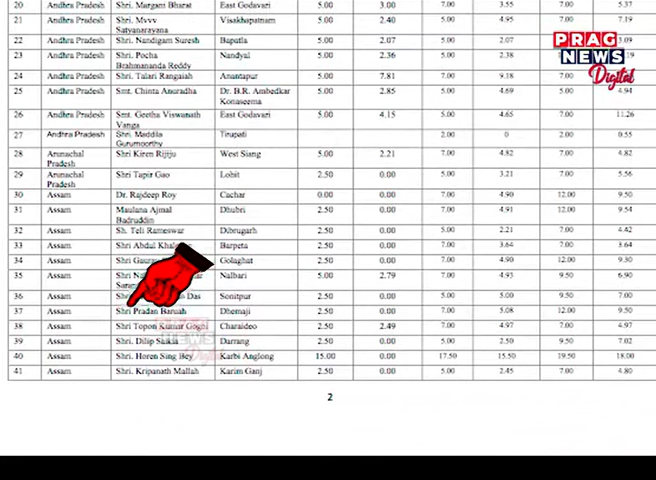 20 Andhra Pradesh Shri. Margani Bharat East Godavari 5.00 3.00 7.00 3.55 7.00 5.37
21 Andhra Pradesh Shri. Mvvv Satyanarayana Visakhapatnam 5.00 2.40 5.00 4.95 7.00 7.19
22 Andhra Pradesh Shri. Nandigam Suresh Bapatla 5.00 2.07 5.00 2.07 3.09
23 Andhra Pradesh Shri. Pocha Brahmananda Reddy Nandyal 5.00 2.36 5.00 2.38
24 Andhra Pradesh Shri. Talari Rangaiah Anantapur 5.00 7.81 7.00 9.18 7.00
25 Andhra Pradesh Smt. Chinta Anuradha Dr. B.R. Ambedkar Konaseema 5.00 2.85 5.00 4.69 5.00 4.94
26 Andhra Pradesh Smt. Geetha Viswanath Vanga East Godavari 5.00 4.15 5.00 4.65 7.00 11.26
27 Andhra Pradesh Shri. Maddila Gurumoorthy Tirupati 2.00 0 2.00 0.55
28 Arunachal Pradesh Shri Kiren Rijiju West Siang 5.00 2.21 7.00 4.82 7.00 4.82
29 Arunachal Pradesh Shri Tapir Gao Lohit 2.50 0.00 5.00 3.21 7.00 5.56
30 Assam Dr. Rajdeep Roy Cachar 0.00 0.00 7.00 4.90 12.00 9.50
31 Assam Maulana Ajmal Badruddin Dhubri 2.50 0.00 7.00 4.91 12.00 9.54
32 Assam Sh. Teli Rameswar Dibrugarh 2.50 0.00 5.00 2.21 7.00 4.42
33 Assam Shri Abdul Barpeta 2.50 0.00 7.00 3.64 7.00 3.64
34 Assam Shri Golaghat 2.50 0.00 7.00 4.90 12.00 9.30
35 Assam Shri Nalbari 5.00 2.79 7.00 4.93 9.50 6.90
36 Assam Das Sonitpur 2.50 0.00 5.00 5.00 9.50 7.00
37 Assam Shri Pradan Baruah Dhemaji 2.50 0.00 7.00 5.08 12.00 9.50
38 Assam Shri Topon Kumar Gogoi Charaideo 2.50 2.49 7.00 4.97 7.00 4.97
39 Assam Shri. Dilip Saikia Darrang 2.50 0.00 5.00 2.50 9.50 7.02
40 Assam Shri. Horen Sing Bey Karbi Anglong 15.00 0.00 17.50 15.50 19.50 18.00
41 Assam Shri. Kripanath Mallah Karim Ganj 2.50 0.00 5.00 2.45 7.00 4.80
2
PRAG
NEWS
Digital